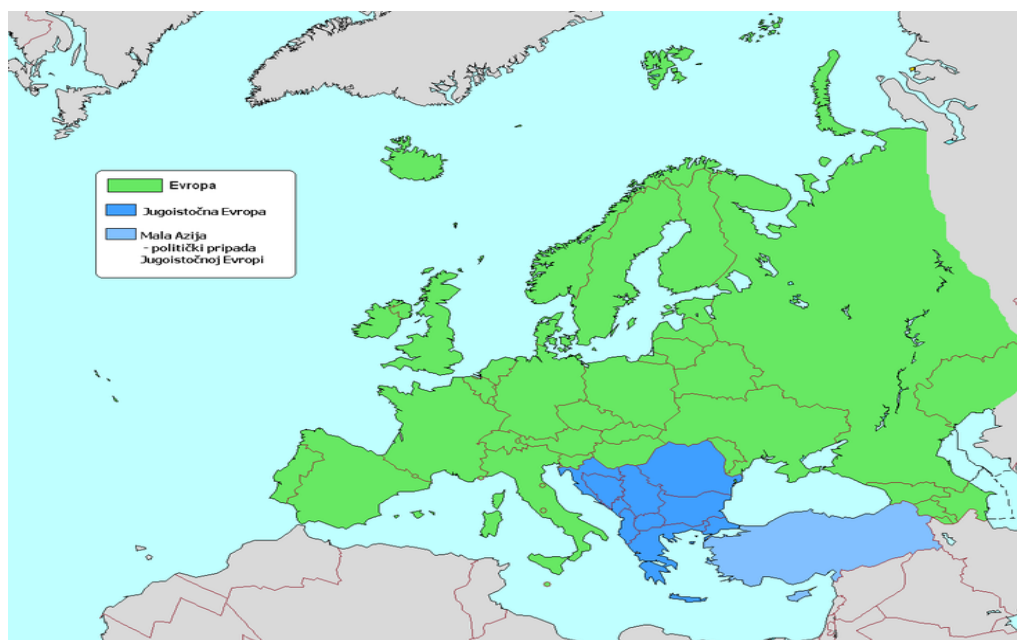 Evropa
Jugoistočna Evropa
Mala Azija
- politički pripada
Jugoistočnoj Evropi